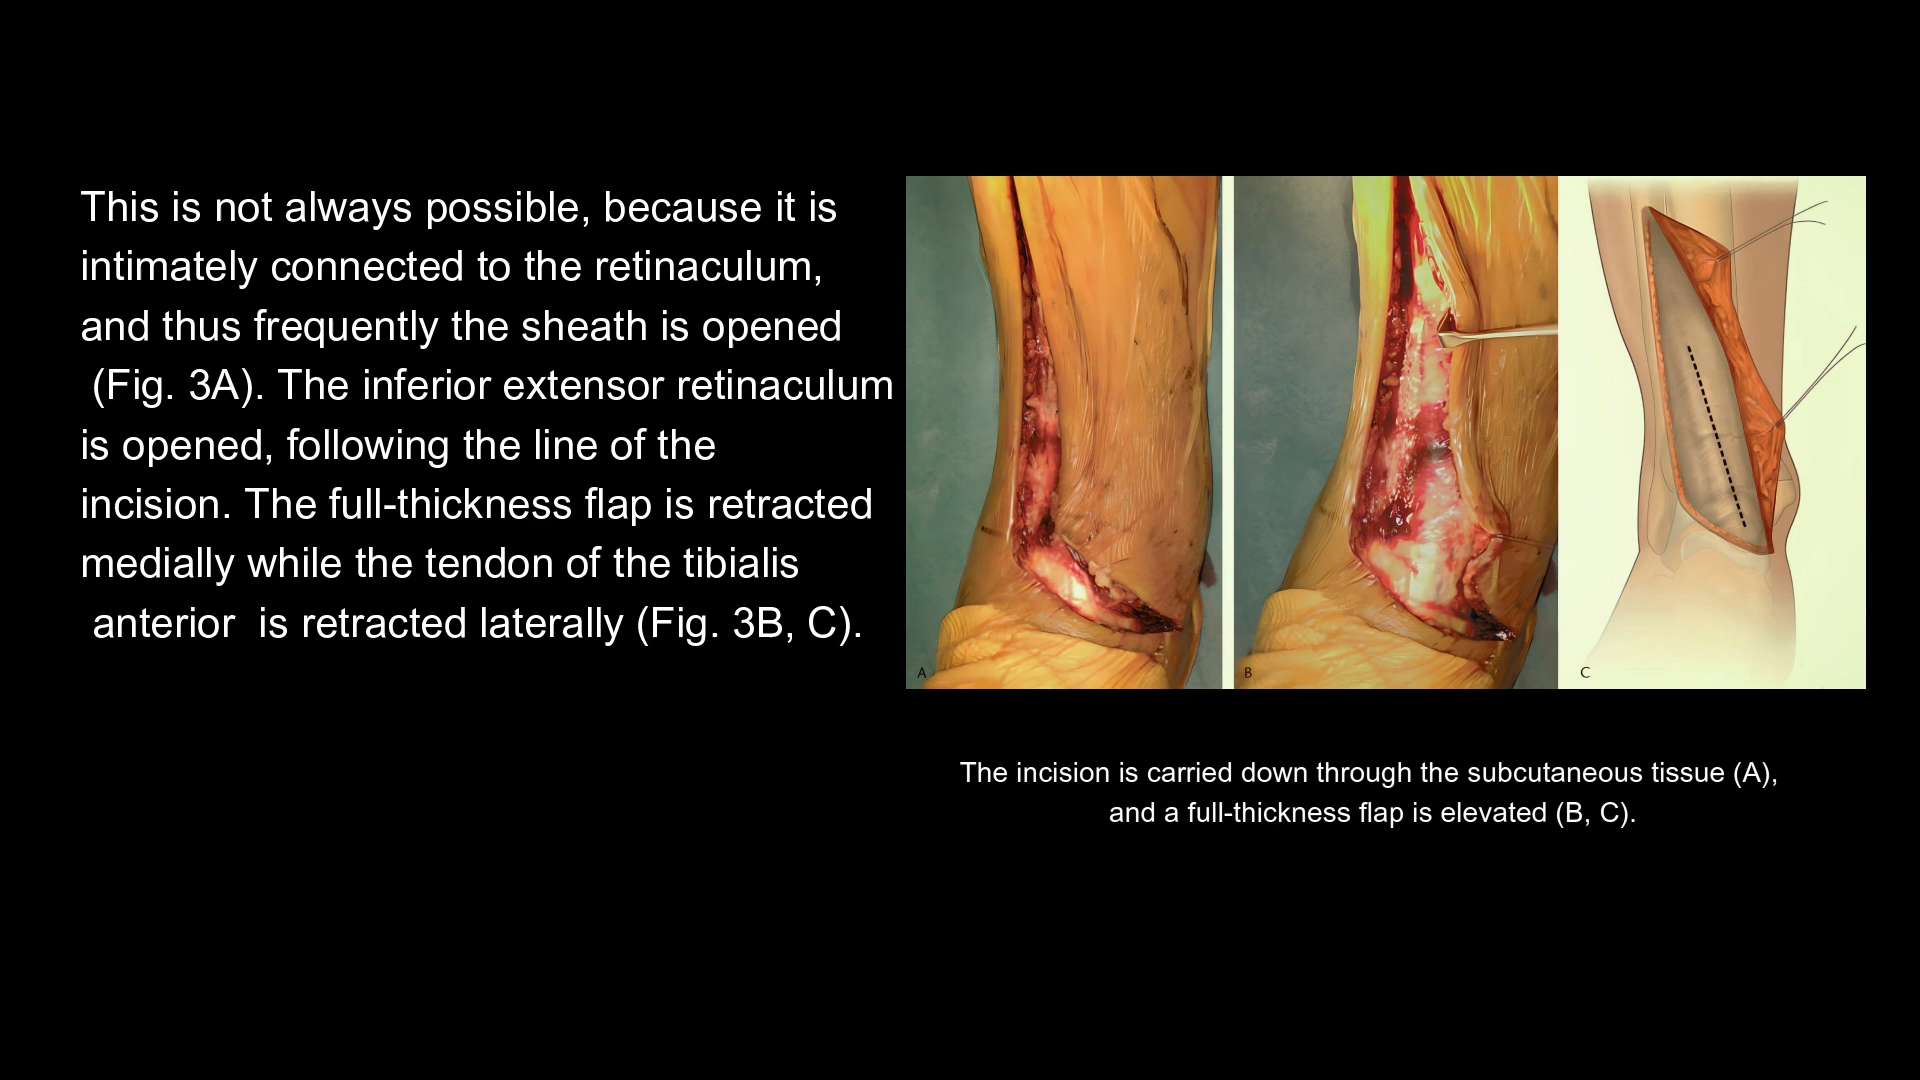 This is not always possible, because it is
intimately connected to the retinaculum,
and thus frequently the sheath is opened
(Fig. 3A). The inferior extensor retinaculum
is opened, following the line of the
incision. The full-thickness flap is retracted
medially while the tendon of the tibialis
anterior is retracted laterally (Fig. 3B, C).
A
B
C
The incision is carried down through the subcutaneous tissue (A),
and a full-thickness flap is elevated (B, C).